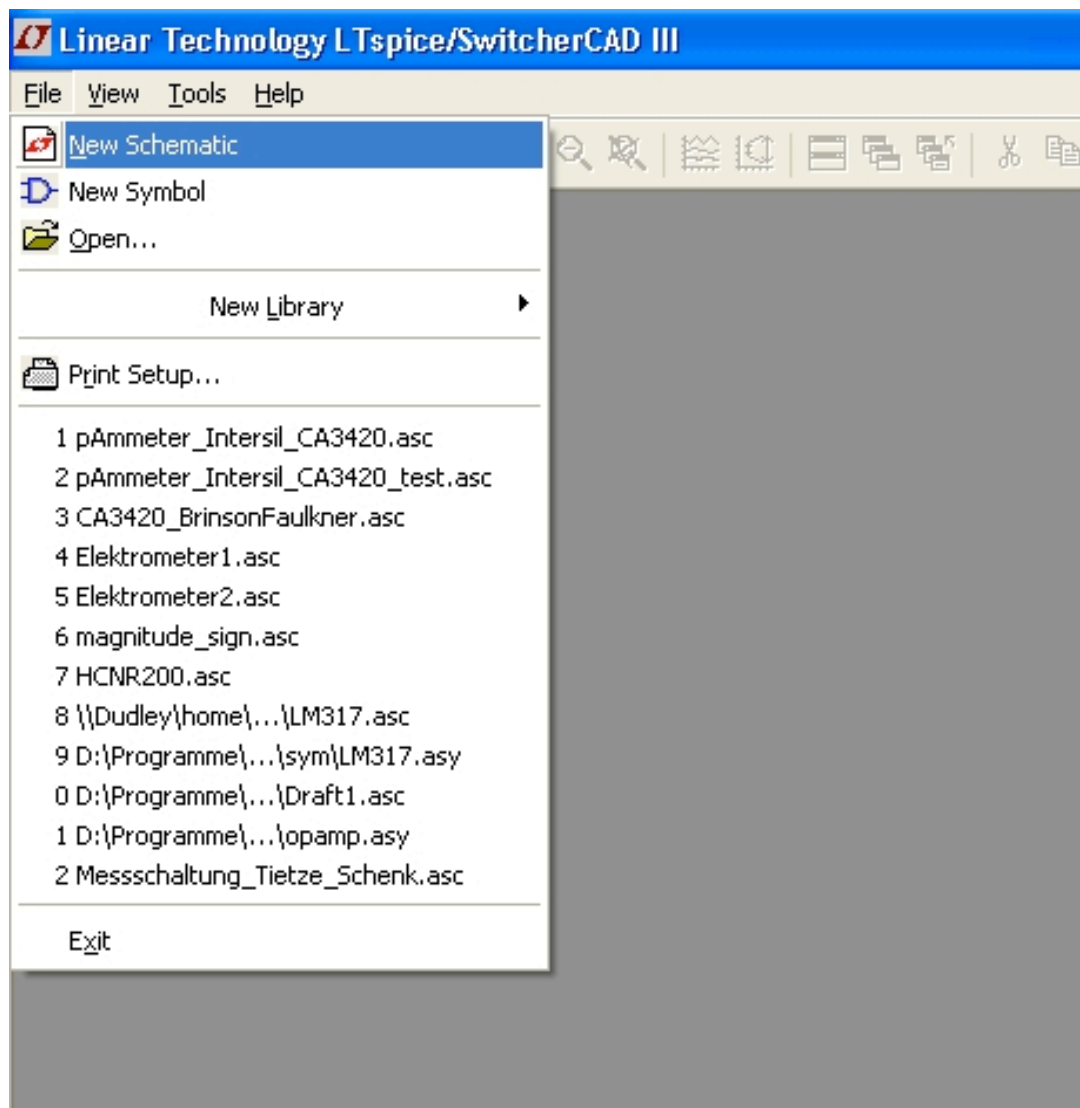 Linear Technology LTspice/SwitcherCAD III
File View Tools Help
New Schematic
New Symbol
Open...
New Library
Print Setup...
1 pAmmeter_Intersil_CA3420.asc
2 pAmmeter_Intersil_CA3420_test.asc
3 CA3420_BrinsonFaulkner.asc
4 Elektrometer1.asc
5 Elektrometer2.asc
6 magnitude_sign.asc
7 HCNR200.asc
8 \\Dudley\home\...\LM317.asc
9 D:\Programme\...\sym\LM317.asy
0 D:\Programme\...\Draft1.asc
1 D:\Programme\...\opamp.asy
2 Messschaltung_Tietze_Schenk.asc
Exit